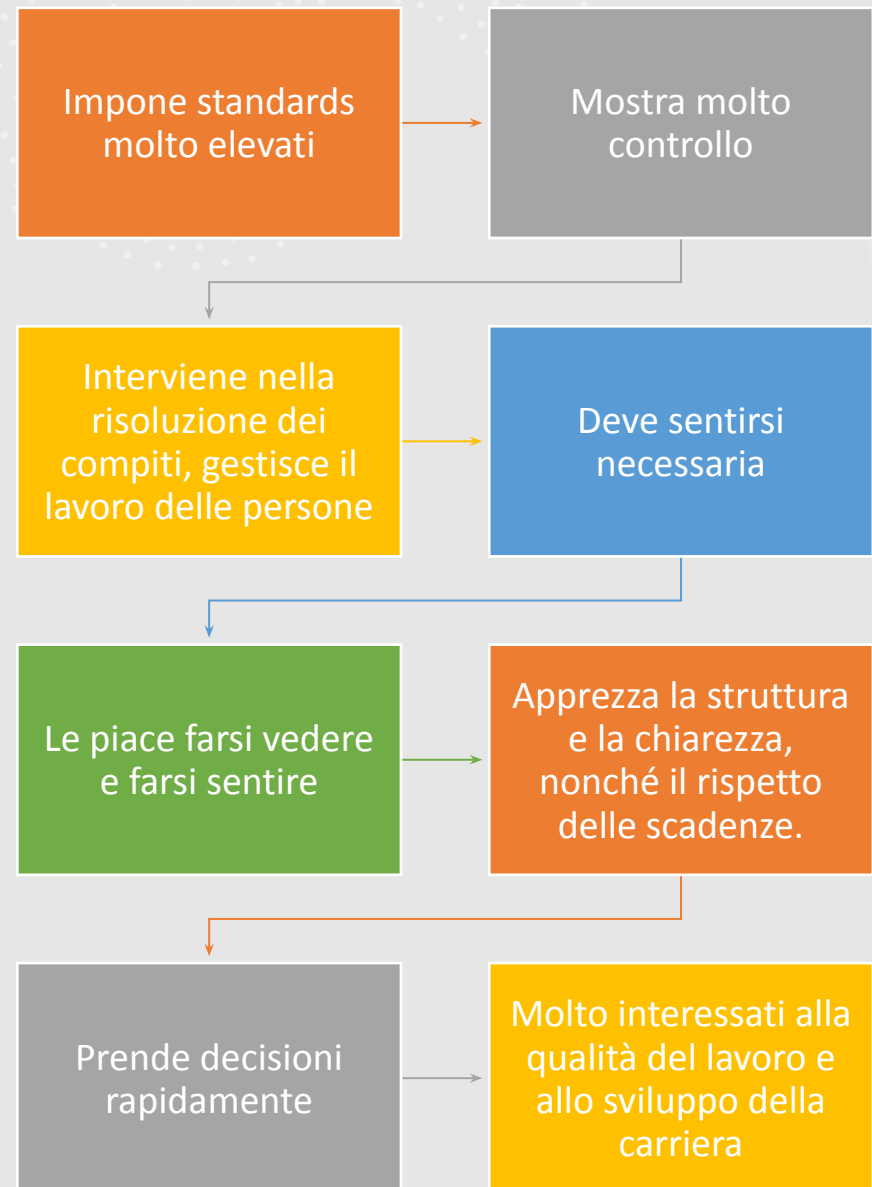 Impone standards
molto elevati
Mostra molto
controllo
Interviene nella
risoluzione dei
compiti, gestisce il
lavoro delle persone
Deve sentirsi
necessaria
Le piace farsi vedere
e farsi sentire
Apprezza la struttura
e la chiarezza,
nonché il rispetto
delle scadenze.
Prende decisioni
rapidamente
Molto interessati alla
qualità del lavoro e
allo sviluppo della
carriera